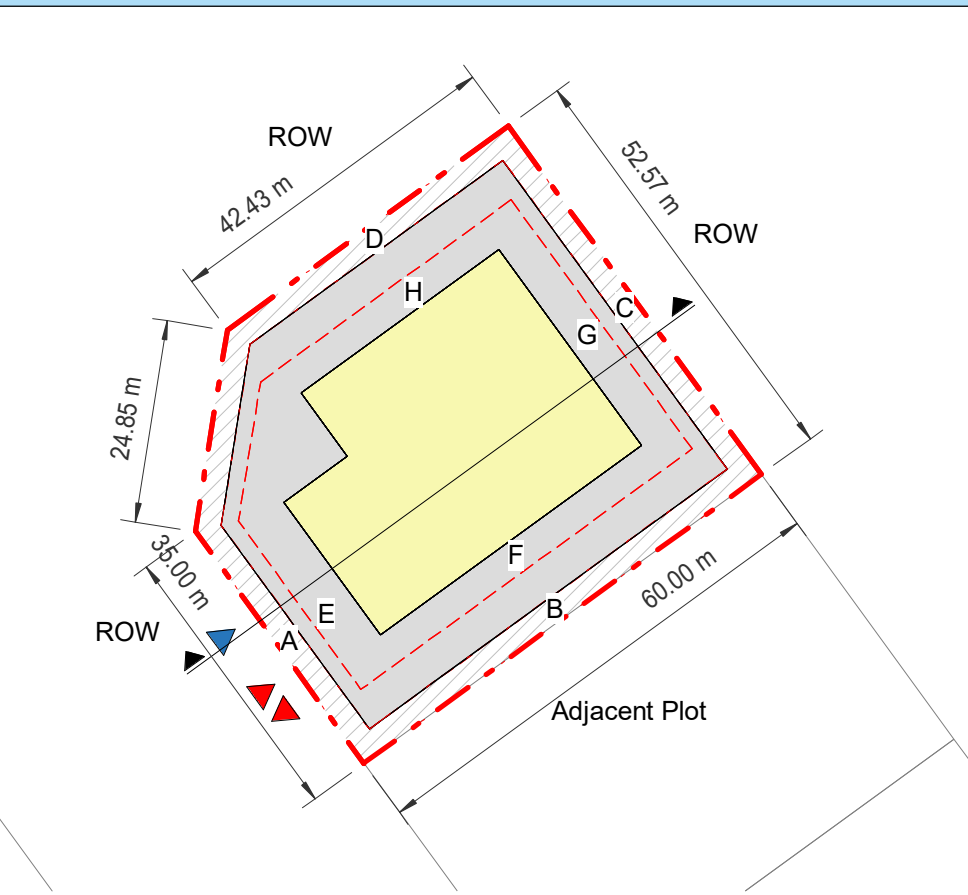 ROW
42.43 m
52.57 m
ROW
D
H
C
G
24.85 m
35.00 m
F
60.00 m
B
E
ROW
A
Adjacent Plot